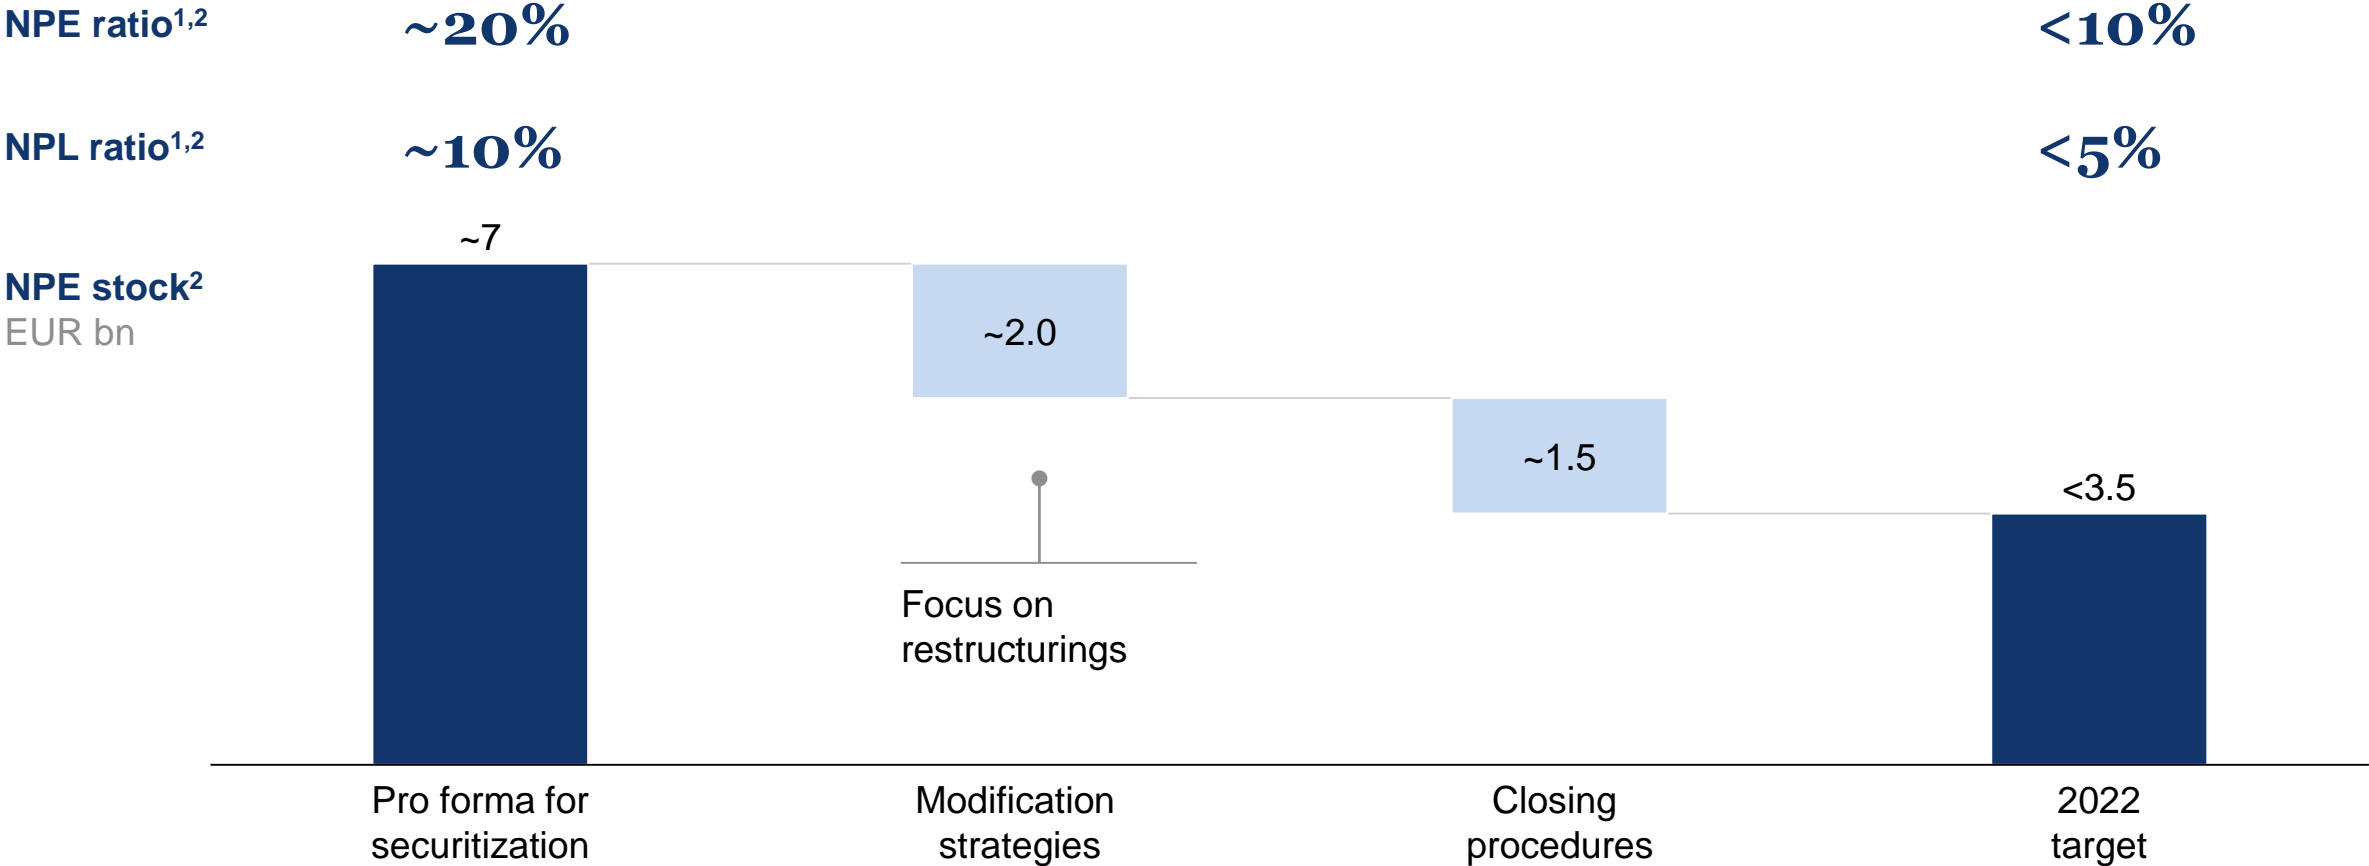 NPE ratio1,2 ~20% <10%
NPL ratio1,2 ~10% <5%
~7
NPE stock2
EUR bn
~2.0
~1.5
<3.5
Focus on
restructurings
Pro forma for
securitization
Modification
strategies
Closing
procedures
2022
target